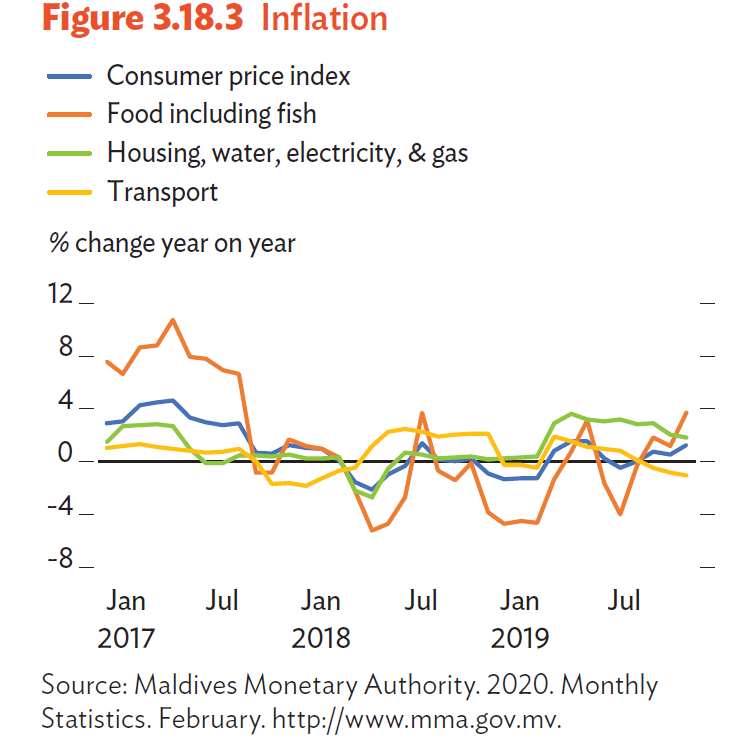 Figure 3.18.3 Inflation
Consumer price index
Food including fish
Housing, water, electricity, & gas
Transport
% change year on year
12
8
4
0
-4
-8
Jan Jul Jan Jul Jan Jul
2017 2018 2019
Source: Maldives Monetary Authority. 2020. Monthly
Statistics. February. http://www.mma.gov.mv.